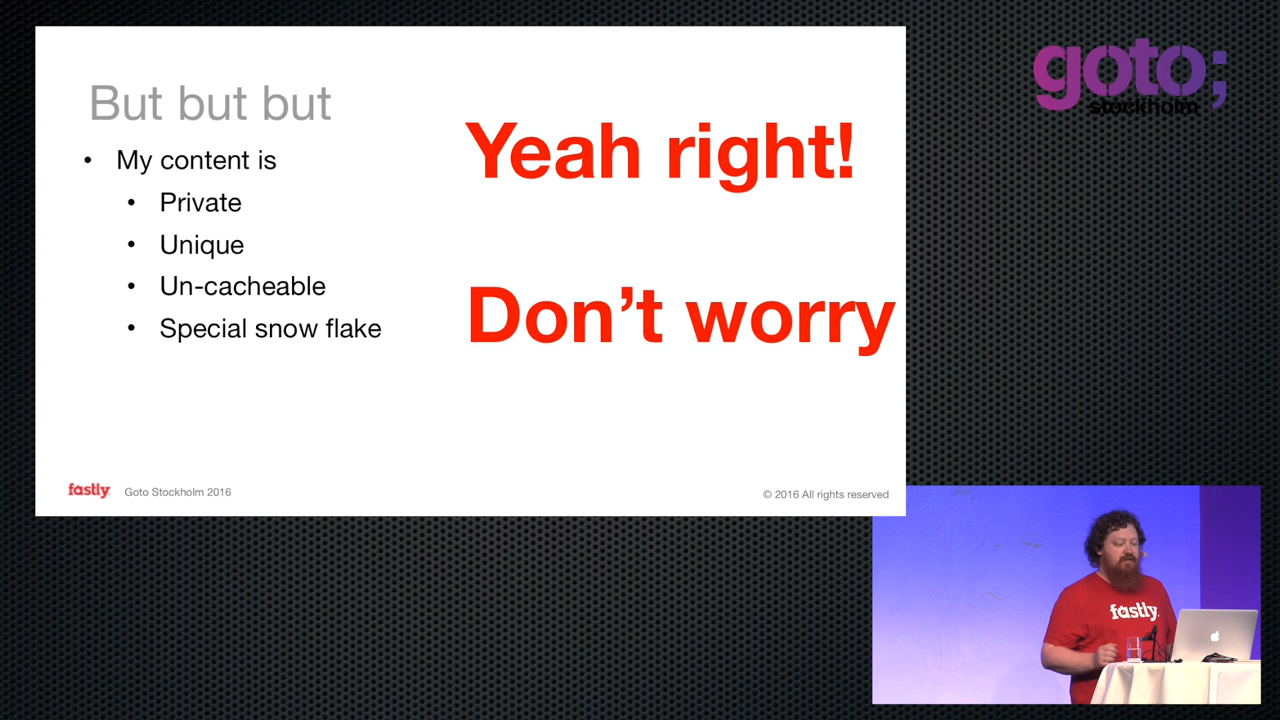 But but but
• My content is
• Private
• Unique
• Un-cacheable
• Special snow flake
Yeah right!
Don’t worry
fastly
Goto Stockholm 2016
© 2016 All rights reserved
goto;
stockholm
fastly